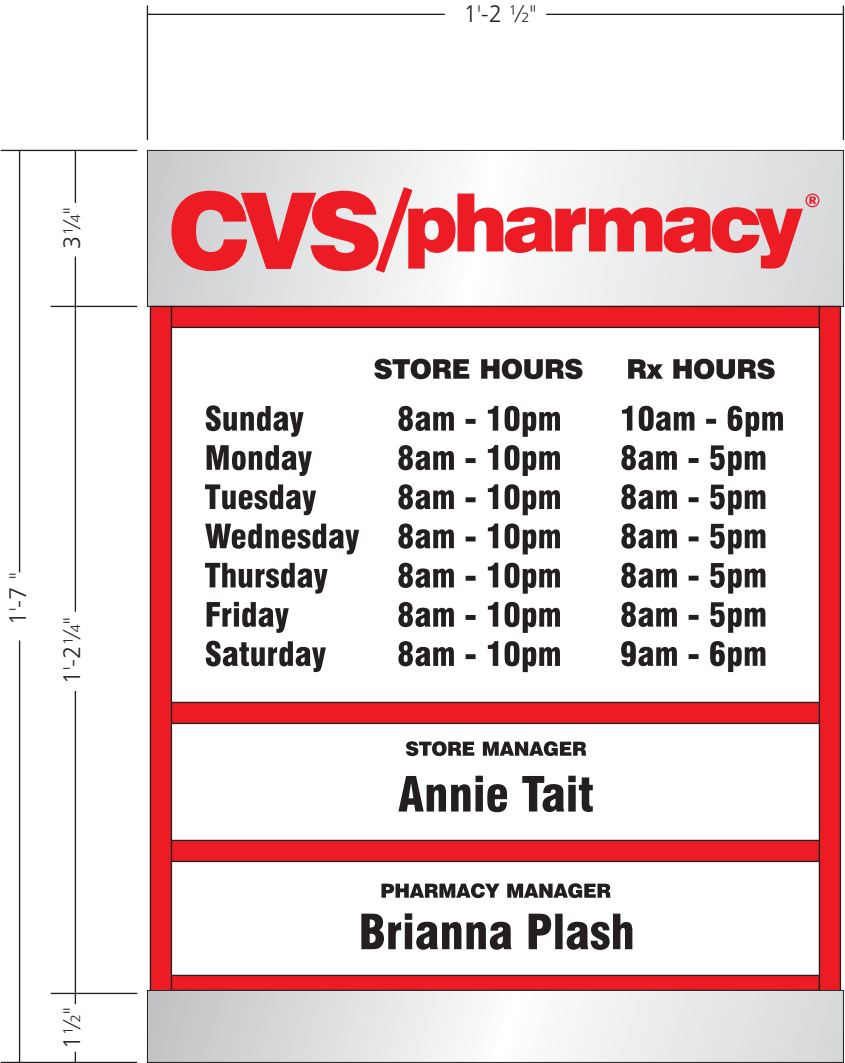 1'-2 ½"
CVS/pharmacy®
3¼"
STORE HOURS Rx HOURS
Sunday 8am - 10pm 10am - 6pm
Monday 8am - 10pm 8am - 5pm
Tuesday 8am - 10pm 8am - 5pm
Wednesday 8am - 10pm 8am - 5pm
Thursday 8am - 10pm 8am - 5pm
Friday 8am - 10pm 8am - 5pm
Saturday 8am - 10pm 9am - 6pm
1'-7 "
1'-2¼"
STORE MANAGER
Annie Tait
PHARMACY MANAGER
Brianna Plash
1½"